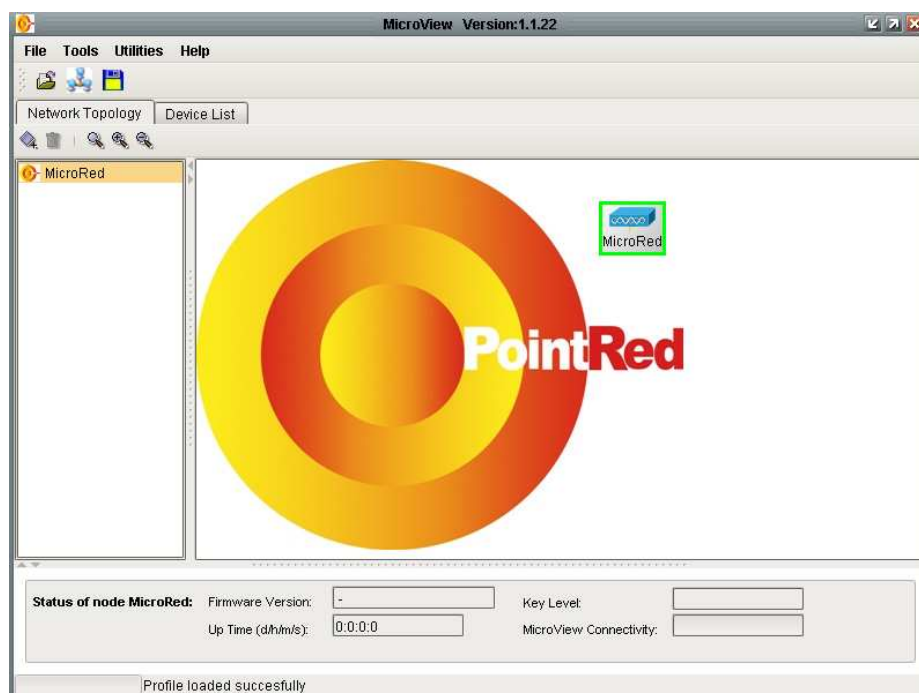 MicroView Version:1.1.22
File Tools Utilities Help
Network Topology Device List
MicroRed
MicroRed
PointRed
Status of node MicroRed: Firmware Version: - Key Level:
Up Time (d/h/m/s): 0:0:0:0 MicroView Connectivity:
Profile loaded succesfully